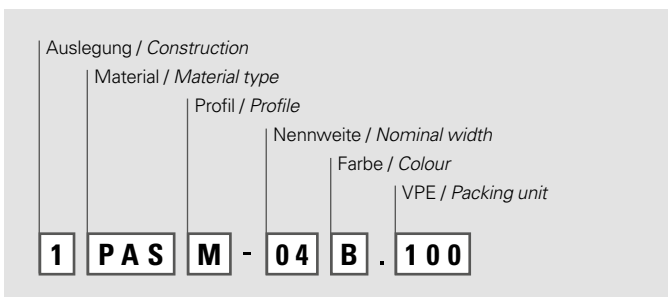 Auslegung / Construction
Material / Material type
Profil / Profile
Nennweite / Nominal width
Farbe / Colour
VPE / Packing unit
1 PAS M - 04 B . 100